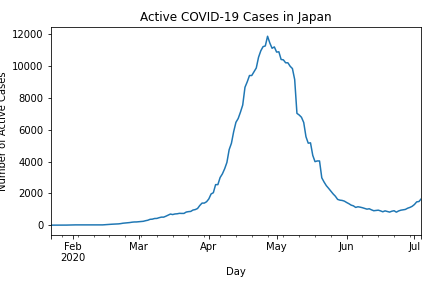 Active COVID-19 Cases in Japan
Number of Active Cases
12000
10000
8000
6000
4000
2000
0
Feb
2020
Mar
Apr
May
Jun
Jul
Day